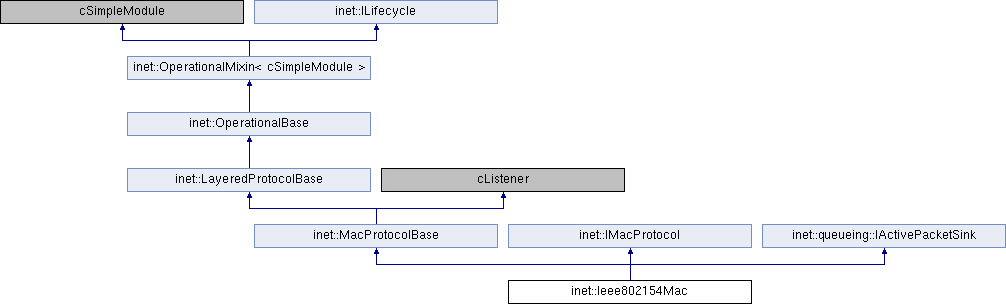 cSimpleModule
inet::ILifecycle
inet::OperationalMixin< cSimpleModule >
inet::OperationalBase
inet::LayeredProtocolBase
cListener
inet::MacProtocolBase
inet::IMacProtocol
inet::queueing::IActivePacketSink
inet::Ieee802154Mac